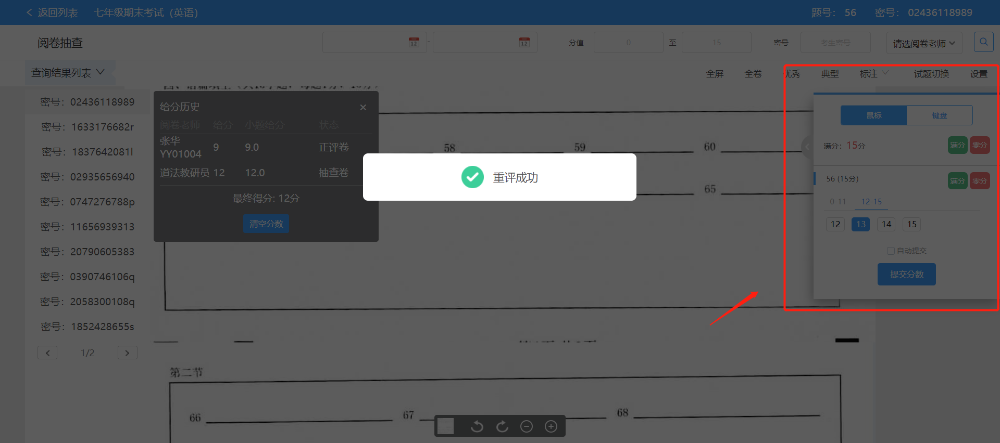 返回列表 七年级期末考试 (英语) 题号： 56 密号： 02436118989
阅卷抽查 12 - 12 分值 0 至 15 密号 考生密号 请选阅卷老师
查询结果列表 全屏 全卷 优秀 典型 标注 试题切换 设置
密号：02436118989
密号：1633176682r
密号：1837642081l
密号：02935656940
密号：0747276788p
密号：11656939313
密号：20790605383
密号：0390746106q
密号：2058300108q
密号：1852428655s
1/2
给分历史
阅卷老师 给分 小题给分 状态
张华
YY01004 9 9.0 正评卷
道法教研员 12 12.0 抽查卷
最终得分: 12分
清空分数
58 59 60
65
重评成功
鼠标 键盘
满分：15分 满分 零分
56 (15分) 满分 零分
0-11 12-15
12 13 14 15
自动提交
提交分数
第二节
66 67 68